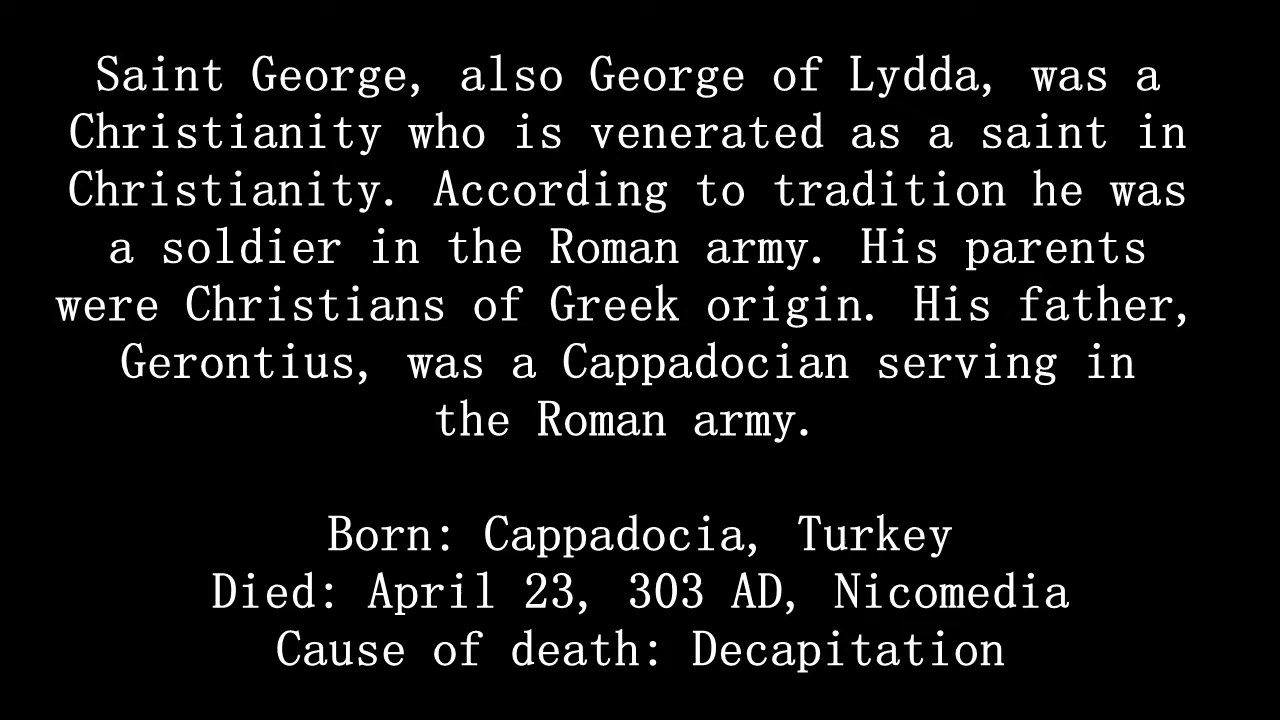 Saint George, also George of Lydda, was a
Christianity who is venerated as a saint in
Christianity. According to tradition he was
a soldier in the Roman army. His parents
were Christians of Greek origin. His father,
Gerontius, was a Cappadocian serving in
the Roman army.
Born: Cappadocia, Turkey
Died: April 23, 303 AD, Nicomedia
Cause of death: Decapitation